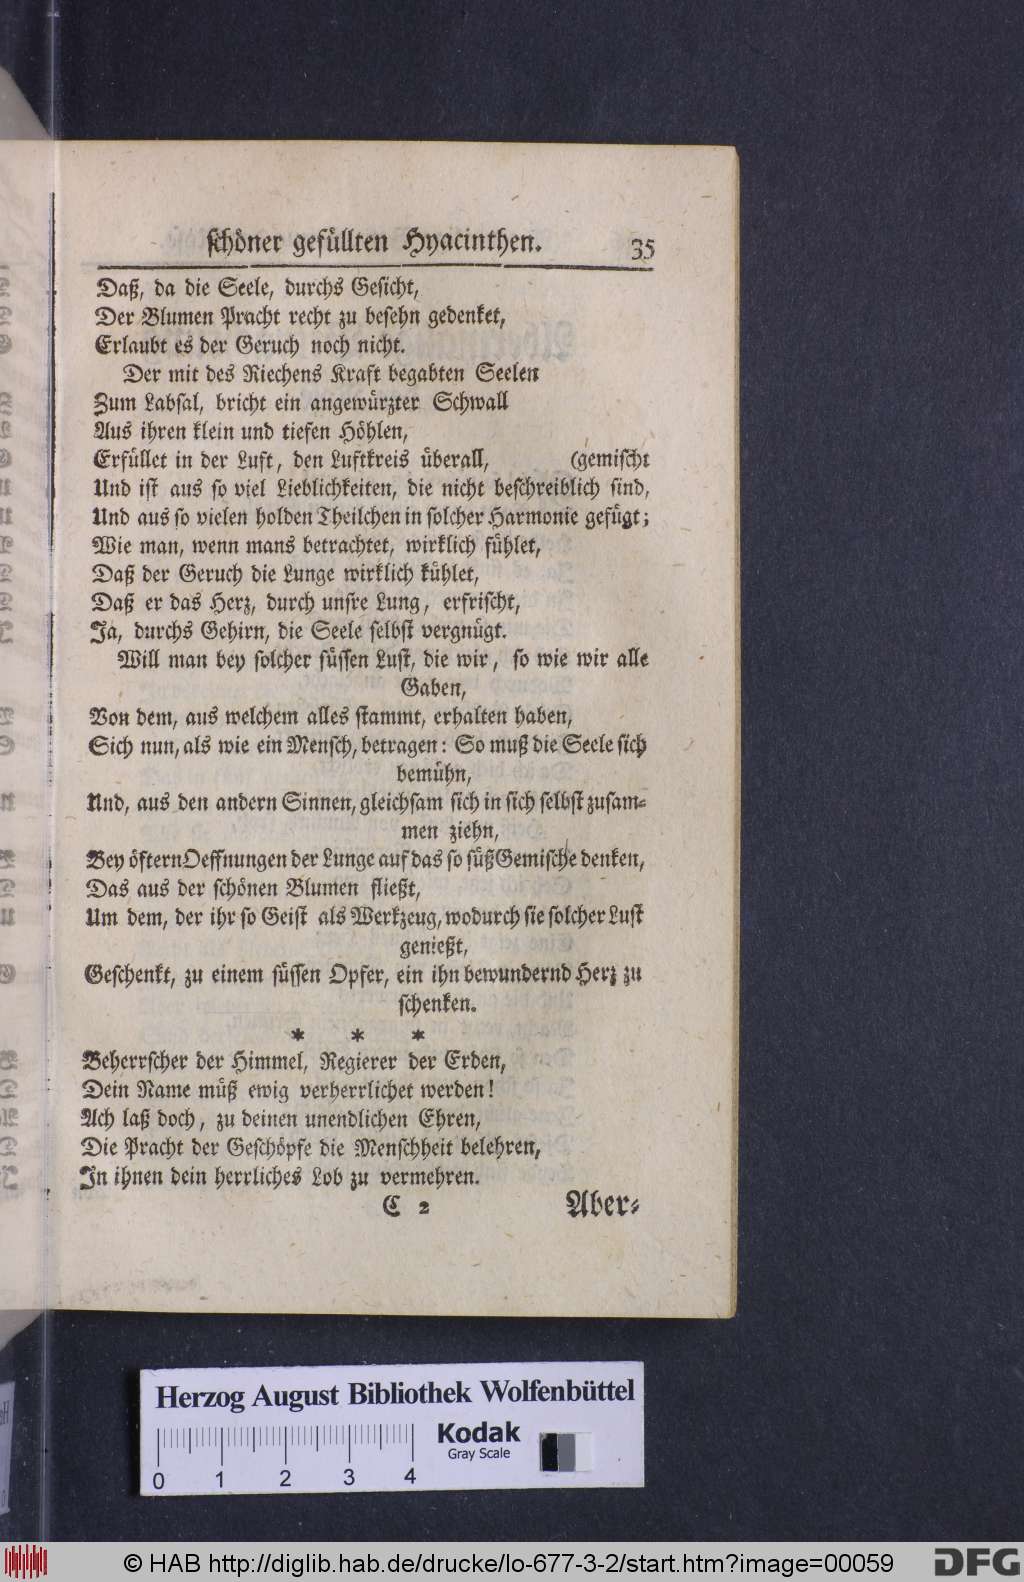 schöner gefüllten Hyacinthen. 35
Daß, da die Seele, durchs Gesicht,
Der Blumen Pracht recht zu besehn gedenket,
Erlaubt es der Geruch noch nicht.
Der mit des Riechens Kraft begabten Seelen
Zum Labsal, bricht ein angewürzter Schwall
Aus ihren klein und tiefen Höhlen,
Erfüllet in der Luft, den Luftkreis überall, (gemischt
Und ist aus so viel Lieblichkeiten, die nicht beschreiblich sind,
Und aus so vielen holden Theilchen in solcher Harmonie gefügt;
Wie man, wenn mans betrachtet, wirklich fühlet,
Daß der Geruch die Lunge wirklich kühlet,
Daß er das Herz, durch unsre Lung, erfrischt,
Ja, durchs Gehirn, die Seele selbst vergnügt.
Will man bey solcher süssen Lust, die wir, so wie wir alle
Gaben,
Von dem, aus welchem alles stammt, erhalten haben,
Sich nun, als wie ein Mensch, betragen: So muß die Seele sich
bemühn,
Und, aus den andern Sinnen, gleichsam sich in sich selbst zusam-
men ziehn,
Bey öftern Oeffnungen der Lunge auf das so süß Gemische denken,
Das aus der schönen Blumen fließt,
Um dem, der ihr so Geist als Werkzeug, wodurch sie solcher Lust
genießt,
Geschenkt, zu einem süssen Opfer, ein ihn bewundernd Herz zu
schenken.
* * *
Beherrscher der Himmel, Regierer der Erden,
Dein Name müß ewig verherrlichet werden!
Ach laß doch, zu deinen unendlichen Ehren,
Die Pracht der Geschöpfe die Menschheit belehren,
In ihnen dein herrliches Lob zu vermehren.
C 2 Aber-
Herzog August Bibliothek Wolfenbüttel
Kodak
Gray Scale
0 1 2 3 4
© HAB http://diglib.hab.de/drucke/lo-677-3-2/start.htm?image=00059 DFG